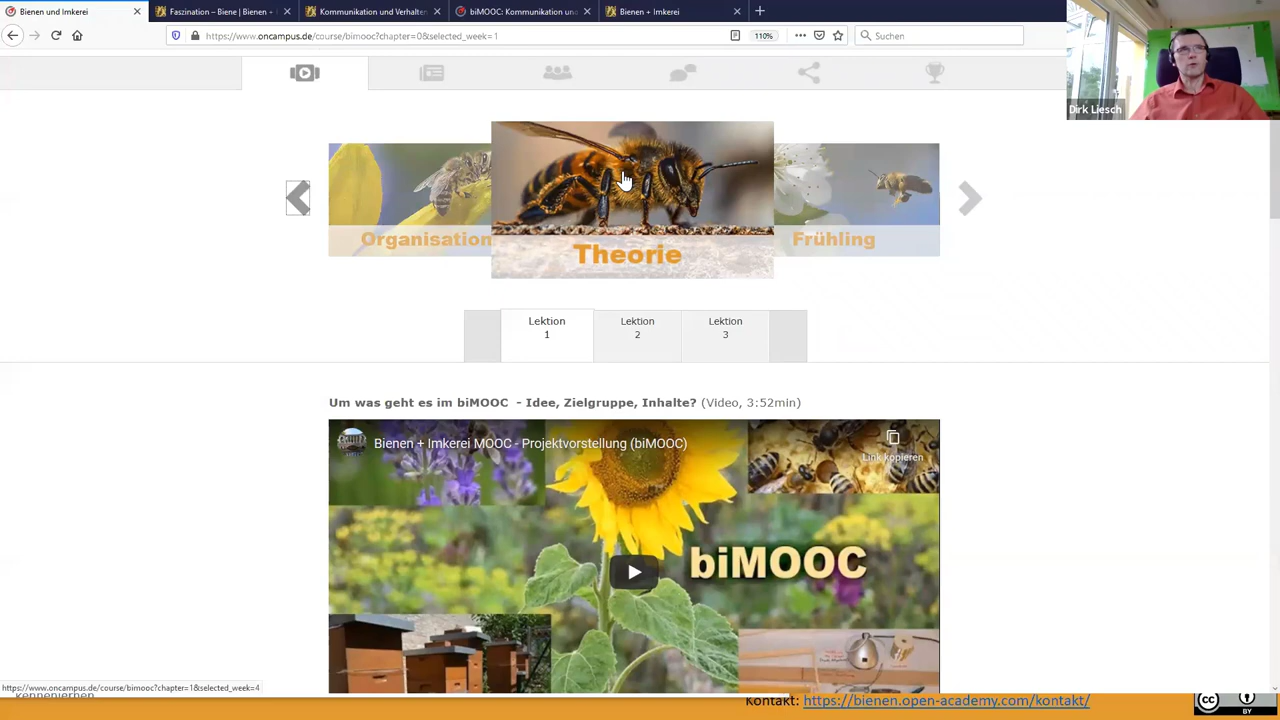 Bienen und Imkerei
Faszination – Biene | Bienen +
Kommunikation und Verhalten
biMOOC: Kommunikation und
Bienen + Imkerei
https://www.oncampus.de/course/bimooc?chapter=0&selected_week=1
110%
Suchen
Dirk Liesch
Organisation
Theorie
Frühling
Lektion
1
Lektion
2
Lektion
3
Um was geht es im biMOOC - Idee, Zielgruppe, Inhalte? (Video, 3:52min)
Bienen + Imkerei MOOC - Projektvorstellung (biMOOC)
Link kopieren
biMOOC
https://www.oncampus.de/course/bimooc?chapter=1&selected_week=4
Kontakt: https://bienen.open-academy.com/kontakt/
cc
BY